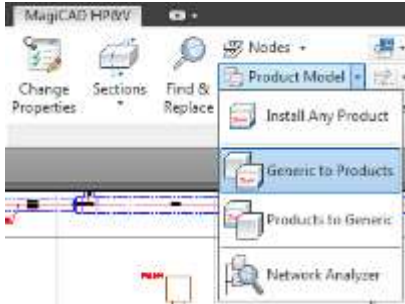 MagiCAD HP&V
Nodes
Product Model
Change Properties
Sections
Find & Replace
Install Any Product
Generic to Products
Products to Generic
Network Analyzer